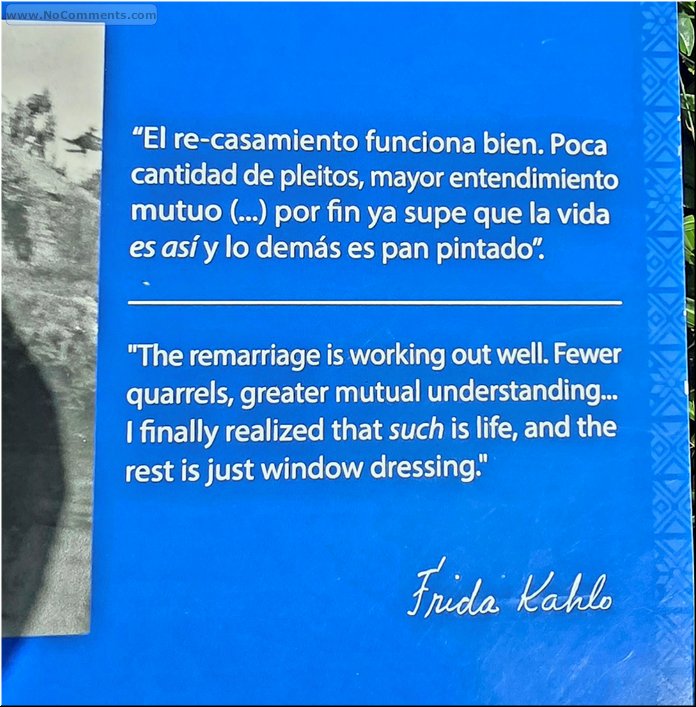 www.NoComments.com
“El re-casamiento funciona bien. Poca
cantidad de pleitos, mayor entendimiento
mutuo (...) por fin ya supe que la vida
es así y lo demás es pan pintado”.
"The remarriage is working out well. Fewer
quarrels, greater mutual understanding...
I finally realized that such is life, and the
rest is just window dressing."
Frida Kahlo